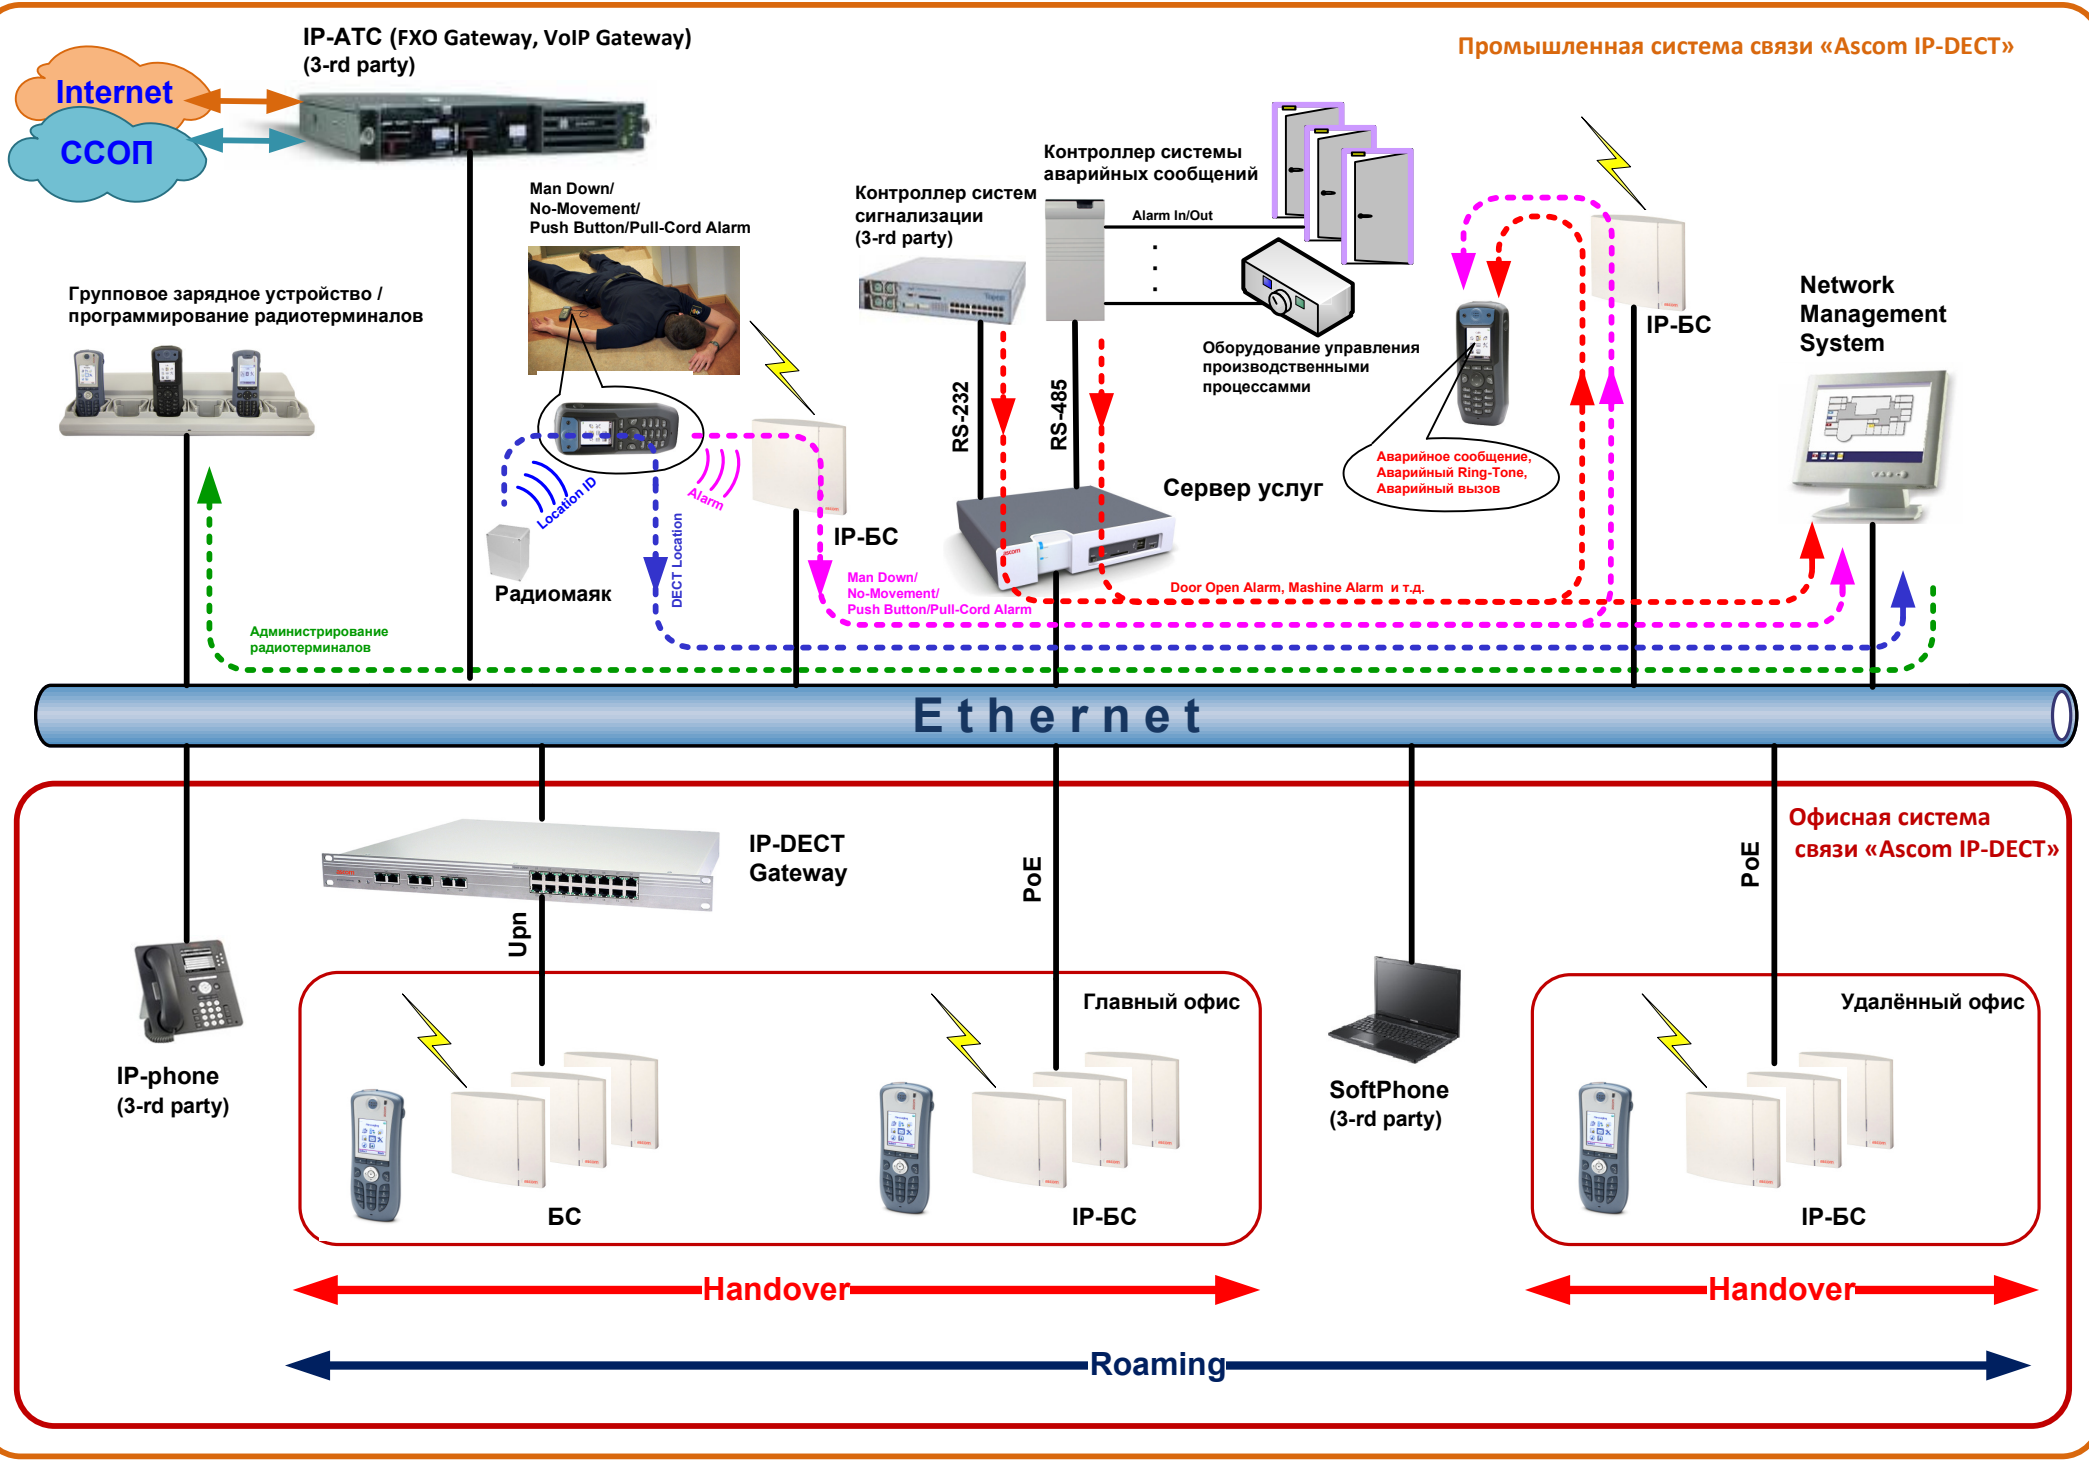 IP-АТС (FXO Gateway, VoIP Gateway)
(3-rd party)
Промышленная система связи «Ascom IP-DECT»
Internet
ССОП
Man Down/
No-Movement/
Push Button/Pull-Cord Alarm
Контроллер систем
сигнализации
(3-rd party)
Контроллер системы
аварийных сообщений
Alarm In/Out
Групповое зарядное устройство /
программирование радиотерминалов
IP-БС
Network
Management
System
Оборудование управления
производственными
процессамми
RS-232
RS-485
Аварийное сообщение,
Аварийный Ring-Tone,
Аварийный вызов
Сервер услуг
Location ID
Alarm
IP-БС
DECT Location
Радиомаяк
Man Down/
No-Movement/
Push Button/Pull-Cord Alarm
Door Open Alarm, Mashine Alarm и т.д.
Администрирование
радиотерминалов
Ethernet
Офисная система
связи «Ascom IP-DECT»
IP-DECT
Gateway
Upn
PoE
PoE
Главный офис
Удалённый офис
IP-phone
(3-rd party)
SoftPhone
(3-rd party)
БС
IP-БС
IP-БС
Handover
Handover
Roaming